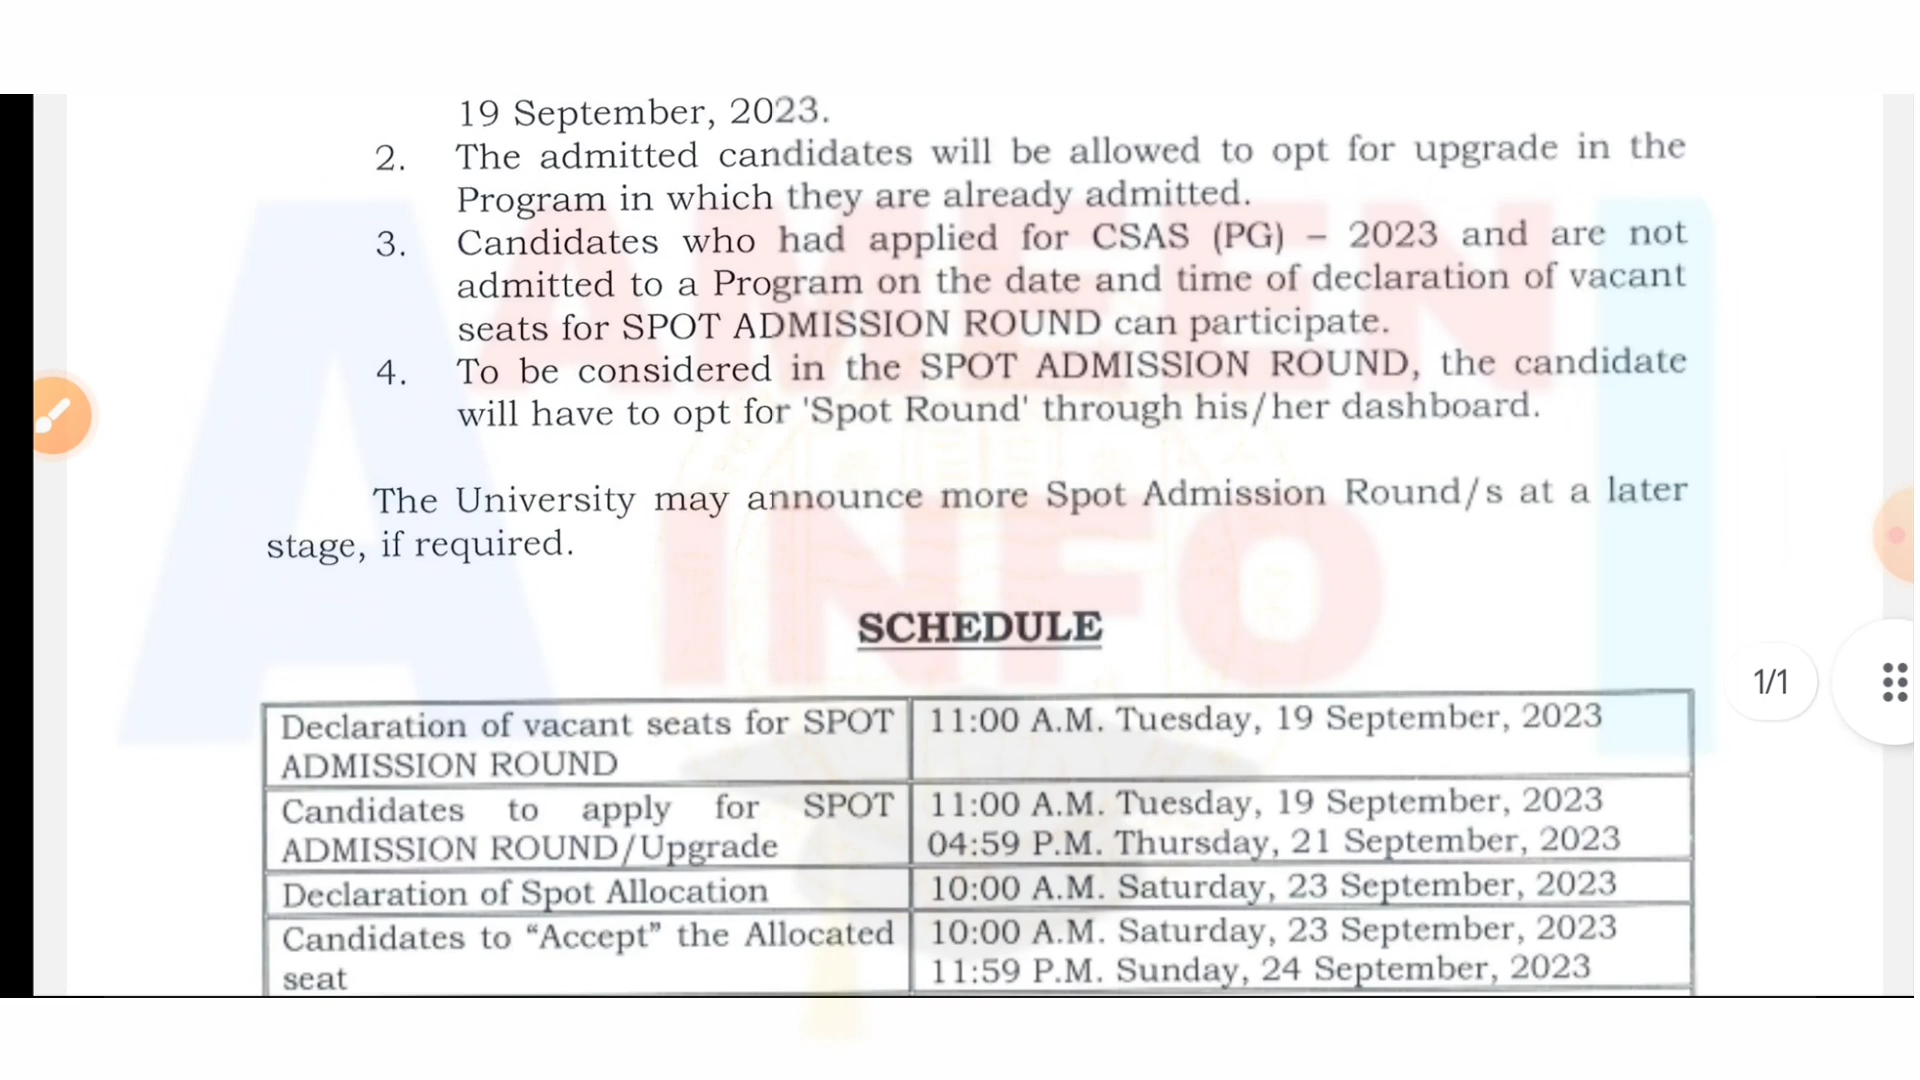 19 September, 2023.
2. The admitted candidates will be allowed to opt for upgrade in the
Program in which they are already admitted.
3. Candidates who had applied for CSAS (PG) – 2023 and are not
admitted to a Program on the date and time of declaration of vacant
seats for SPOT ADMISSION ROUND can participate.
4. To be considered in the SPOT ADMISSION ROUND, the candidate
will have to opt for 'Spot Round' through his/her dashboard.
The University may announce more Spot Admission Round/s at a later
stage, if required.
SCHEDULE
1/1
Declaration of vacant seats for SPOT 11:00 A.M. Tuesday, 19 September, 2023
ADMISSION ROUND
Candidates to apply for SPOT 11:00 A.M. Tuesday, 19 September, 2023
ADMISSION ROUND/Upgrade 04:59 P.M. Thursday, 21 September, 2023
Declaration of Spot Allocation 10:00 A.M. Saturday, 23 September, 2023
Candidates to “Accept” the Allocated 10:00 A.M. Saturday, 23 September, 2023
seat 11:59 P.M. Sunday, 24 September, 2023
A AMEEN I
INFO